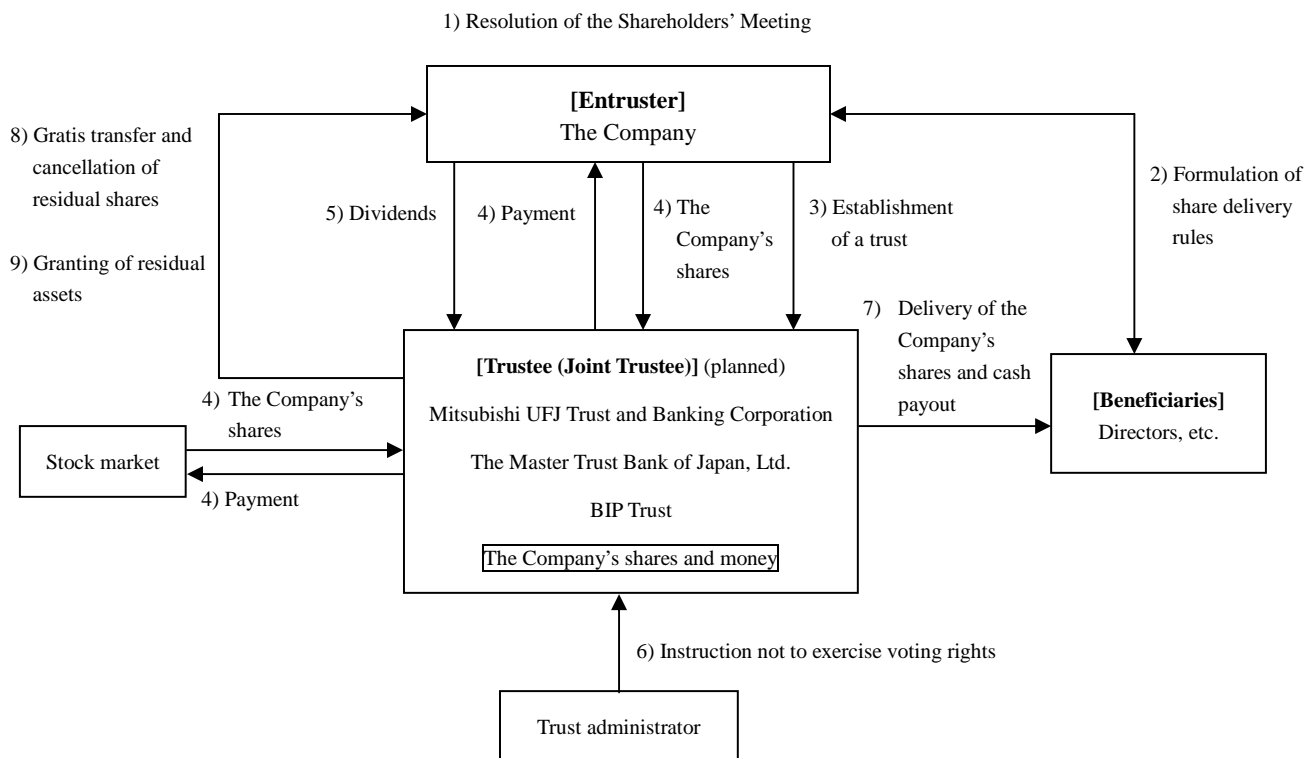 1) Resolution of the Shareholders’ Meeting
[Entruster]
The Company
8) Gratis transfer and
cancellation of
residual shares
9) Granting of residual
assets
5) Dividends
4) Payment
4) The
Company’s
shares
3) Establishment
of a trust
2) Formulation of
share delivery
rules
7) Delivery of the
Company’s
shares and cash
payout
[Trustee (Joint Trustee)] (planned)
Mitsubishi UFJ Trust and Banking Corporation
The Master Trust Bank of Japan, Ltd.
BIP Trust
The Company’s shares and money
4) The Company’s
shares
Stock market
4) Payment
[Beneficiaries]
Directors, etc.
6) Instruction not to exercise voting rights
Trust administrator